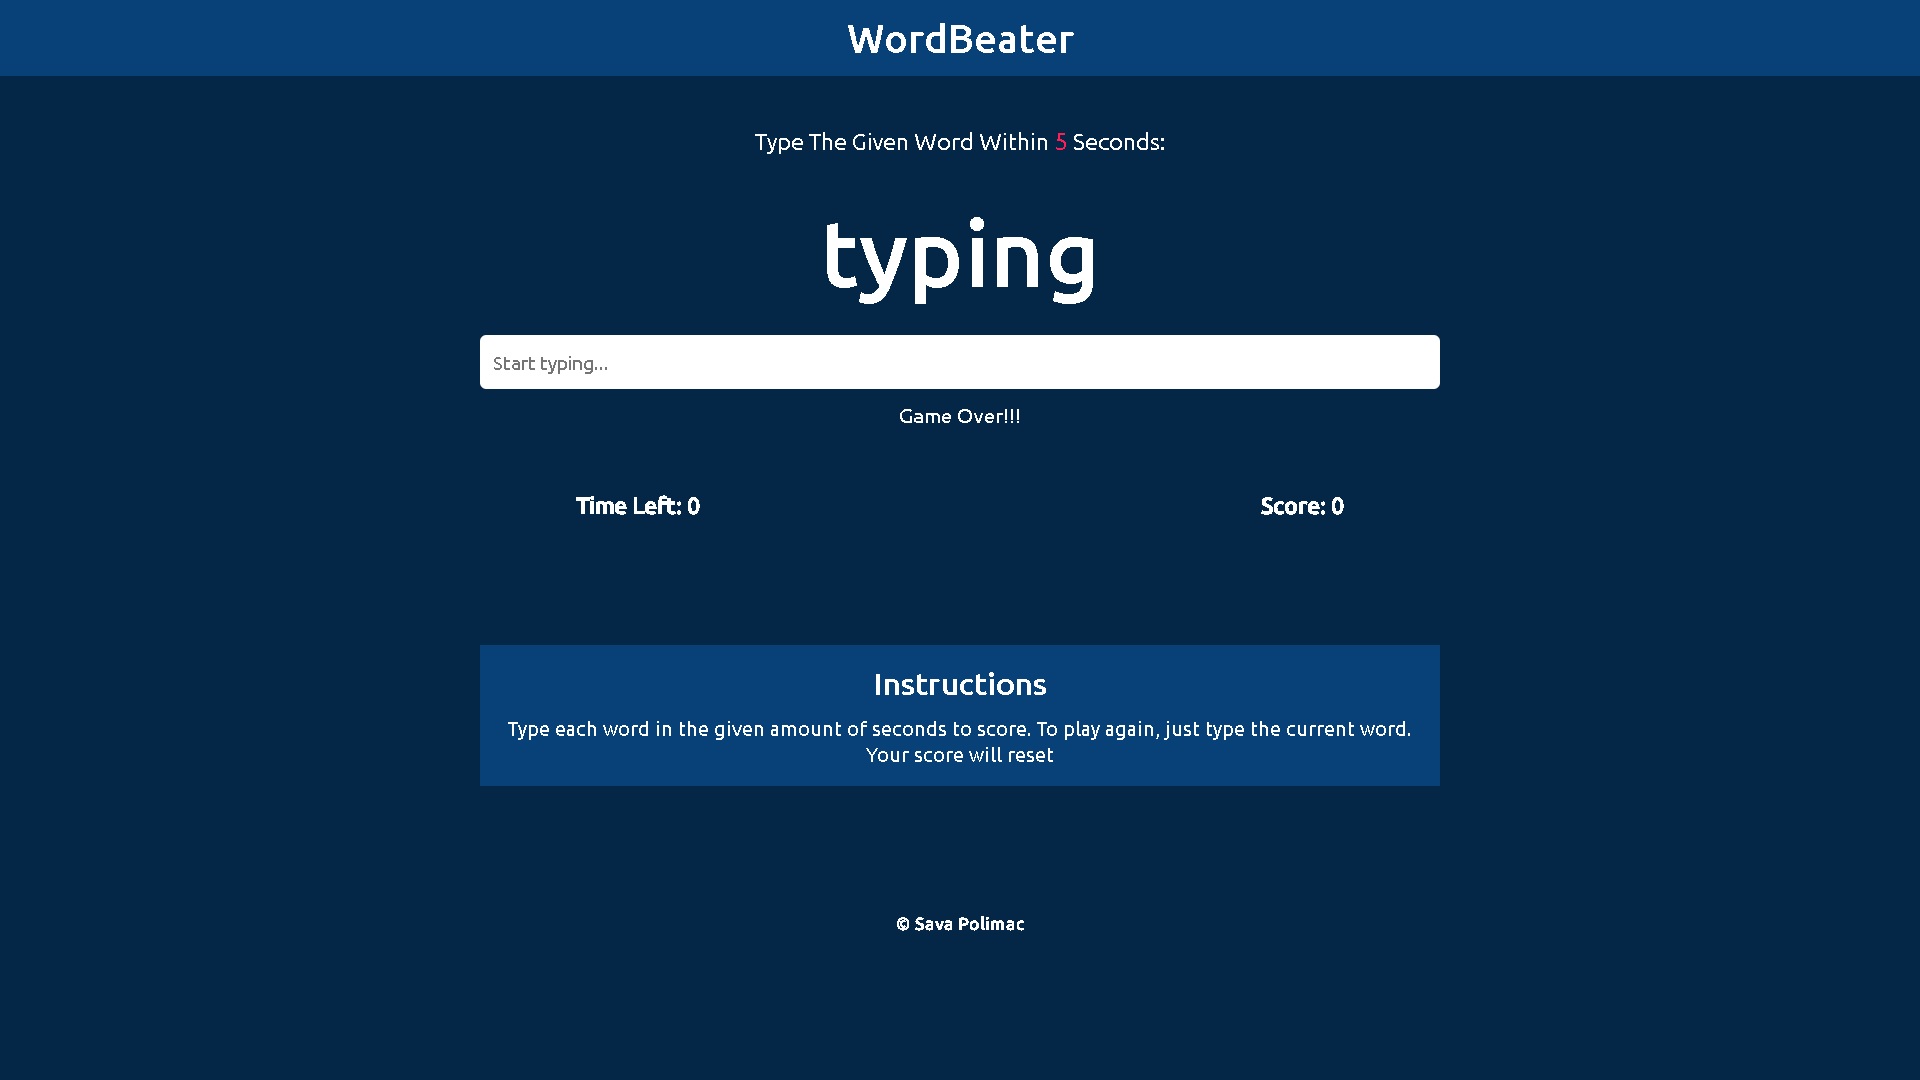 WordBeater
Type The Given Word Within 5 Seconds:
typing
Start typing...
Game Over!!!
Time Left: 0
Score: 0
Instructions
Type each word in the given amount of seconds to score. To play again, just type the current word.
Your score will reset
© Sava Polimac